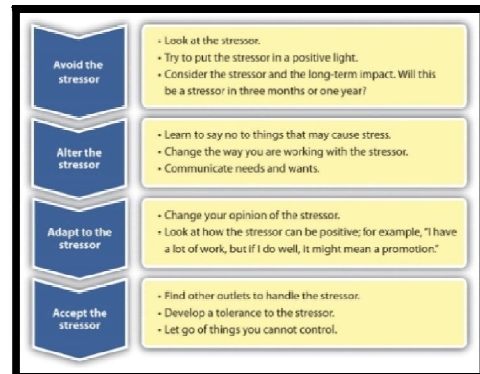 Avoid the
stressor
• Look at the stressor.
• Try to put the stressor in a positive light.
• Consider the stressor and the long-term impact. Will this
be a stressor in three months or one year?
Alter the
stressor
• Learn to say no to things that may cause stress.
• Change the way you are working with the stressor.
• Communicate needs and wants.
Adapt to the
stressor
• Change your opinion of the stressor.
• Look at how the stressor can be positive; for example, "I have
a lot of work, but if I do well, it might mean a promotion."
Accept the
stressor
• Find other outlets to handle the stressor.
• Develop a tolerance to the stressor.
• Let go of things you cannot control.